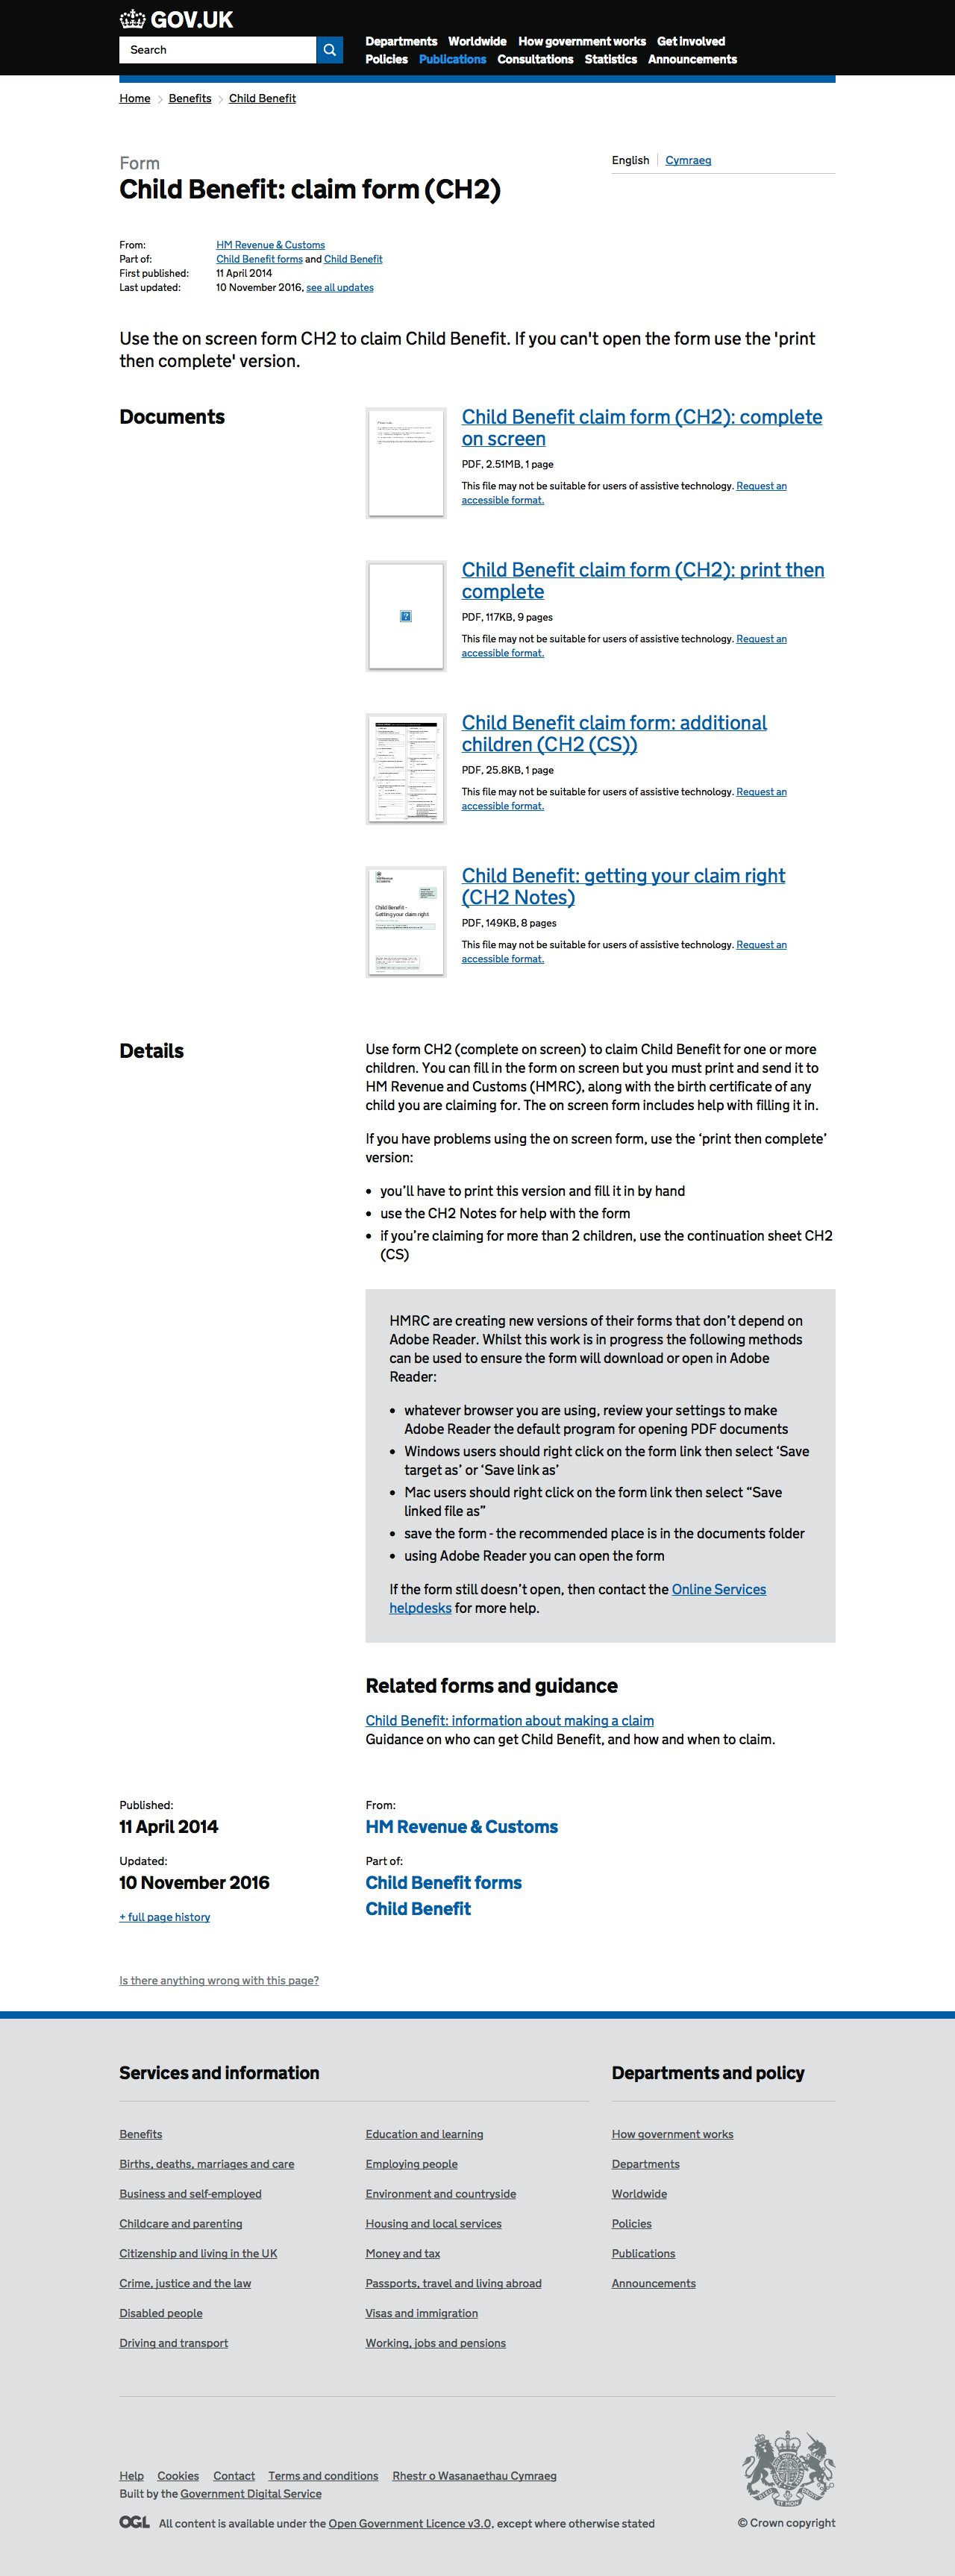 GOV.UK
Search
Departments Worldwide How government works Get involved
Policies Publications Consultations Statistics Announcements
Home Benefits Child Benefit
English Cymraeg
Form
Child Benefit: claim form (CH2)
From: HM Revenue & Customs
Part of: Child Benefit forms and Child Benefit
First published: 11 April 2014
Last updated: 10 November 2016, see all updates
Use the on screen form CH2 to claim Child Benefit. If you can't open the form use the 'print
then complete' version.
Documents
Child Benefit claim form (CH2): complete
on screen
PDF, 2.51MB, 1 page
This file may not be suitable for users of assistive technology. Request an
accessible format.
Child Benefit claim form (CH2): print then
complete
PDF, 117KB, 9 pages
This file may not be suitable for users of assistive technology. Request an
accessible format.
Child Benefit claim form: additional
children (CH2 (CS))
PDF, 25.8KB, 1 page
This file may not be suitable for users of assistive technology. Request an
accessible format.
Child Benefit -
Getting your claim right
Child Benefit: getting your claim right
(CH2 Notes)
PDF, 149KB, 8 pages
This file may not be suitable for users of assistive technology. Request an
accessible format.
Details
Use form CH2 (complete on screen) to claim Child Benefit for one or more
children. You can fill in the form on screen but you must print and send it to
HM Revenue and Customs (HMRC), along with the birth certificate of any
child you are claiming for. The on screen form includes help with filling it in.
If you have problems using the on screen form, use the ‘print then complete’
version:
• you’ll have to print this version and fill it in by hand
• use the CH2 Notes for help with the form
• if you’re claiming for more than 2 children, use the continuation sheet CH2
(CS)
HMRC are creating new versions of their forms that don’t depend on
Adobe Reader. Whilst this work is in progress the following methods
can be used to ensure the form will download or open in Adobe
Reader:
• whatever browser you are using, review your settings to make
Adobe Reader the default program for opening PDF documents
• Windows users should right click on the form link then select ‘Save
target as’ or ‘Save link as’
• Mac users should right click on the form link then select “Save
linked file as”
• save the form - the recommended place is in the documents folder
• using Adobe Reader you can open the form
If the form still doesn’t open, then contact the Online Services
helpdesks for more help.
Related forms and guidance
Child Benefit: information about making a claim
Guidance on who can get Child Benefit, and how and when to claim.
Published:
11 April 2014
Updated:
10 November 2016
+ full page history
From:
HM Revenue & Customs
Part of:
Child Benefit forms
Child Benefit
Is there anything wrong with this page?
Services and information
Benefits
Births, deaths, marriages and care
Business and self-employed
Childcare and parenting
Citizenship and living in the UK
Crime, justice and the law
Disabled people
Driving and transport
Education and learning
Employing people
Environment and countryside
Housing and local services
Money and tax
Passports, travel and living abroad
Visas and immigration
Working, jobs and pensions
Departments and policy
How government works
Departments
Worldwide
Policies
Publications
Announcements
Help Cookies Contact Terms and conditions Rhestr o Wasanaethau Cymraeg
Built by the Government Digital Service
OGL All content is available under the Open Government Licence v3.0, except where otherwise stated
© Crown copyright